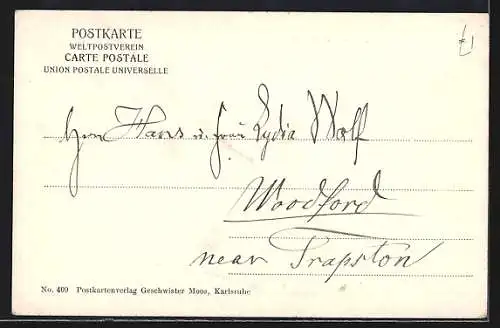 POSTKARTE
WELTPOSTVEREIN
CARTE POSTALE
UNION POSTALE UNIVERSELLE
Herrn Hans u. Frau Lydia Wolf
Woodford
near Trapston
No. 409 Postkartenverlag Geschwister Moos, Karlsruhe